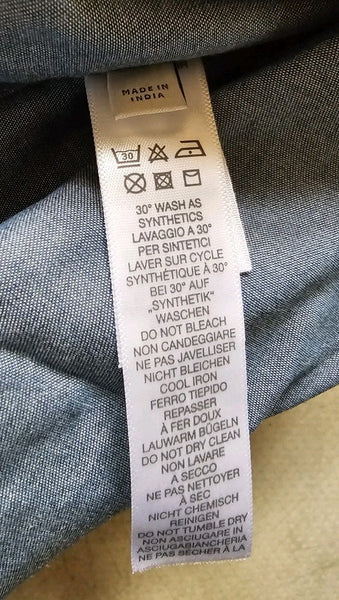 MADE IN
INDIA
30
30° WASH AS
SYNTHETICS
LAVAGGIO A 30°
PER SINTETICI
LAVER SUR CYCLE
SYNTHÉTIQUE À 30°
BEI 30° AUF
„SYNTHETIK"
WASCHEN
DO NOT BLEACH
NON CANDEGGIARE
NE PAS JAVELLISER
NICHT BLEICHEN
COOL IRON
FERRO TIEPIDO
REPASSER
À FER DOUX
LAUWARM BÜGELN
DO NOT DRY CLEAN
NON LAVARE
A SECCO
NE PAS NETTOYER
À SEC
NICHT CHEMISCH
REINIGEN
DO NOT TUMBLE DRY
NON ASCIUGARE IN
ASCIUGABIANCHERIA
NE PAS SÉCHER À LA